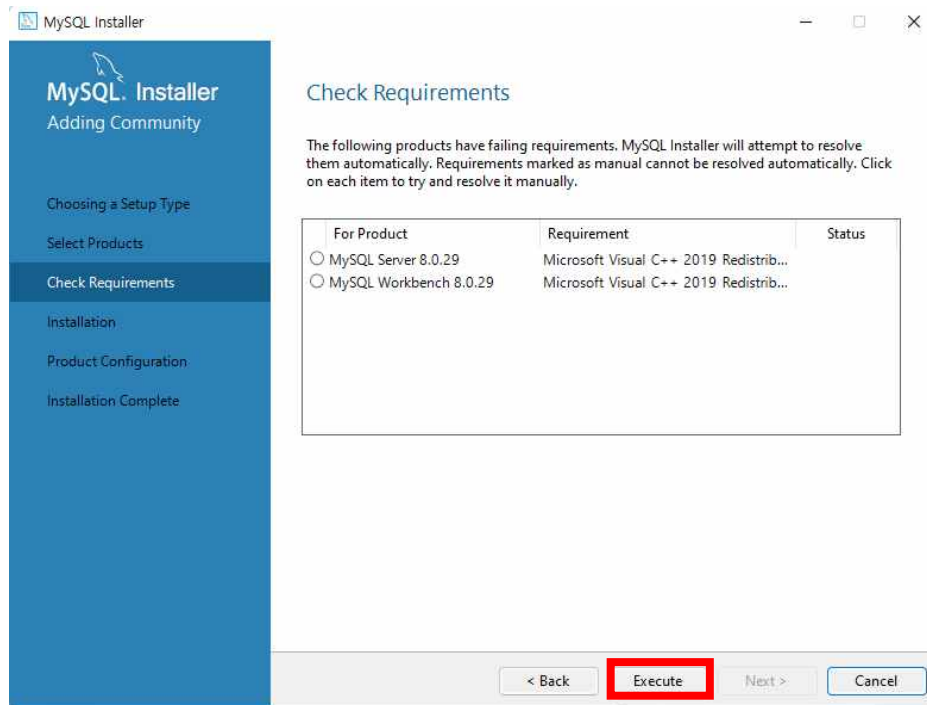 MySQL Installer
MySQL. Installer
Adding Community
Choosing a Setup Type
Select Products
Check Requirements
Installation
Product Configuration
Installation Complete
Check Requirements
The following products have failing requirements. MySQL Installer will attempt to resolve
them automatically. Requirements marked as manual cannot be resolved automatically. Click
on each item to try and resolve it manually.
For Product Requirement Status
MySQL Server 8.0.29 Microsoft Visual C++ 2019 Redistrib...
MySQL Workbench 8.0.29 Microsoft Visual C++ 2019 Redistrib...
< Back Execute Next > Cancel